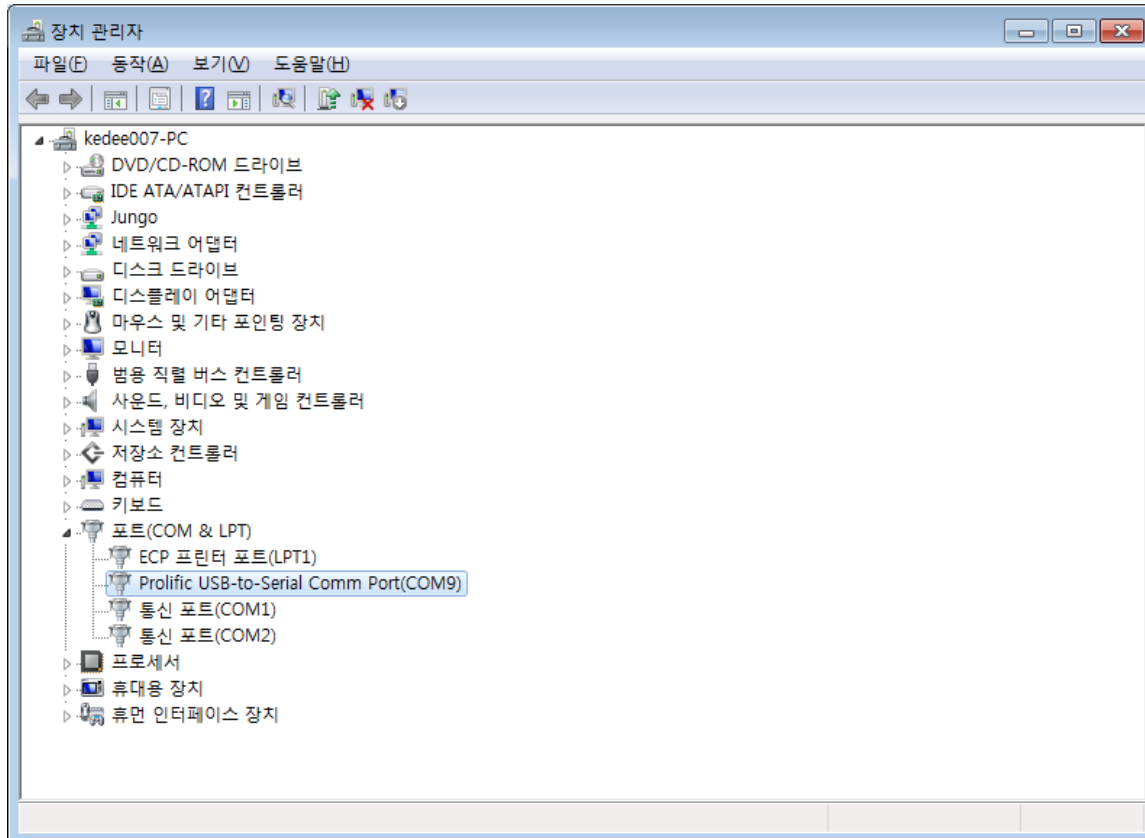 장치 관리자
파일(F) 동작(A) 보기(V) 도움말(H)
kedee007-PC
DVD/CD-ROM 드라이브
IDE ATA/ATAPI 컨트롤러
Jungo
네트워크 어댑터
디스크 드라이브
디스플레이 어댑터
마우스 및 기타 포인팅 장치
모니터
범용 직렬 버스 컨트롤러
사운드, 비디오 및 게임 컨트롤러
시스템 장치
저장소 컨트롤러
컴퓨터
키보드
포트(COM & LPT)
ECP 프린터 포트(LPT1)
Prolific USB-to-Serial Comm Port(COM9)
통신 포트(COM1)
통신 포트(COM2)
프로세서
휴대용 장치
휴먼 인터페이스 장치